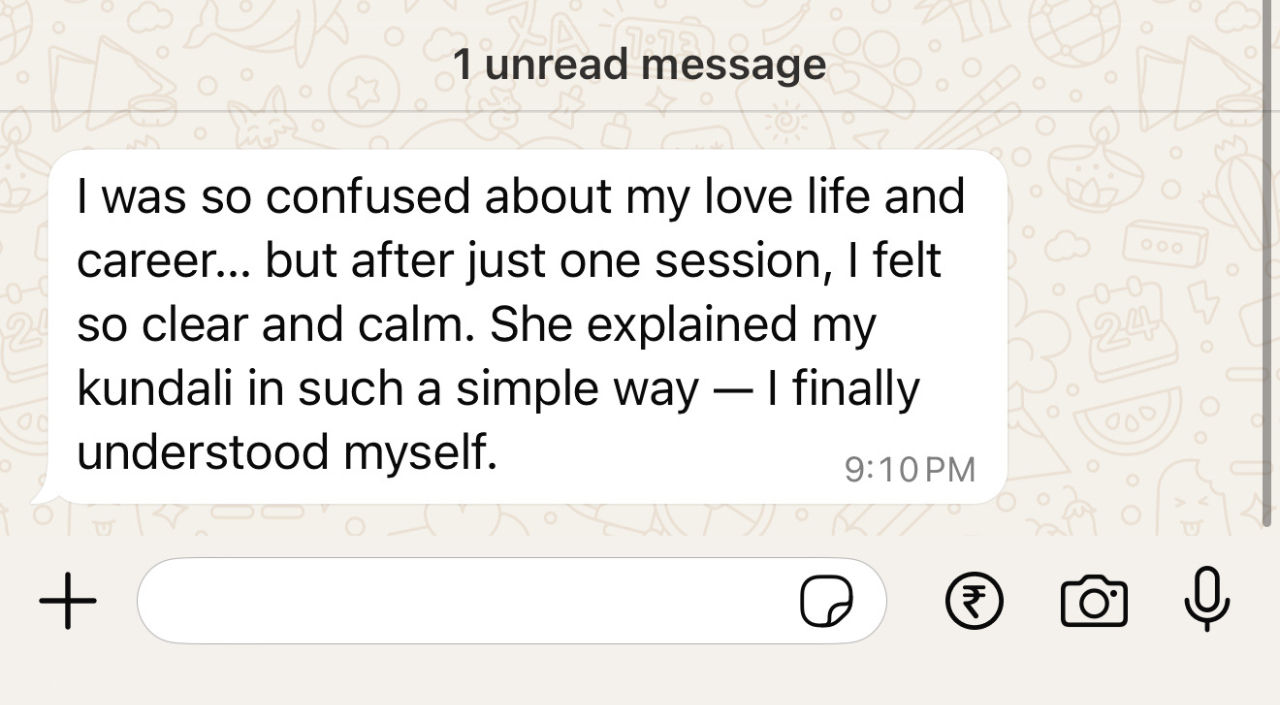 1 unread message
I was so confused about my love life and
career... but after just one session, I felt
so clear and calm. She explained my
kundali in such a simple way — I finally
understood myself.
9:10 PM
₹